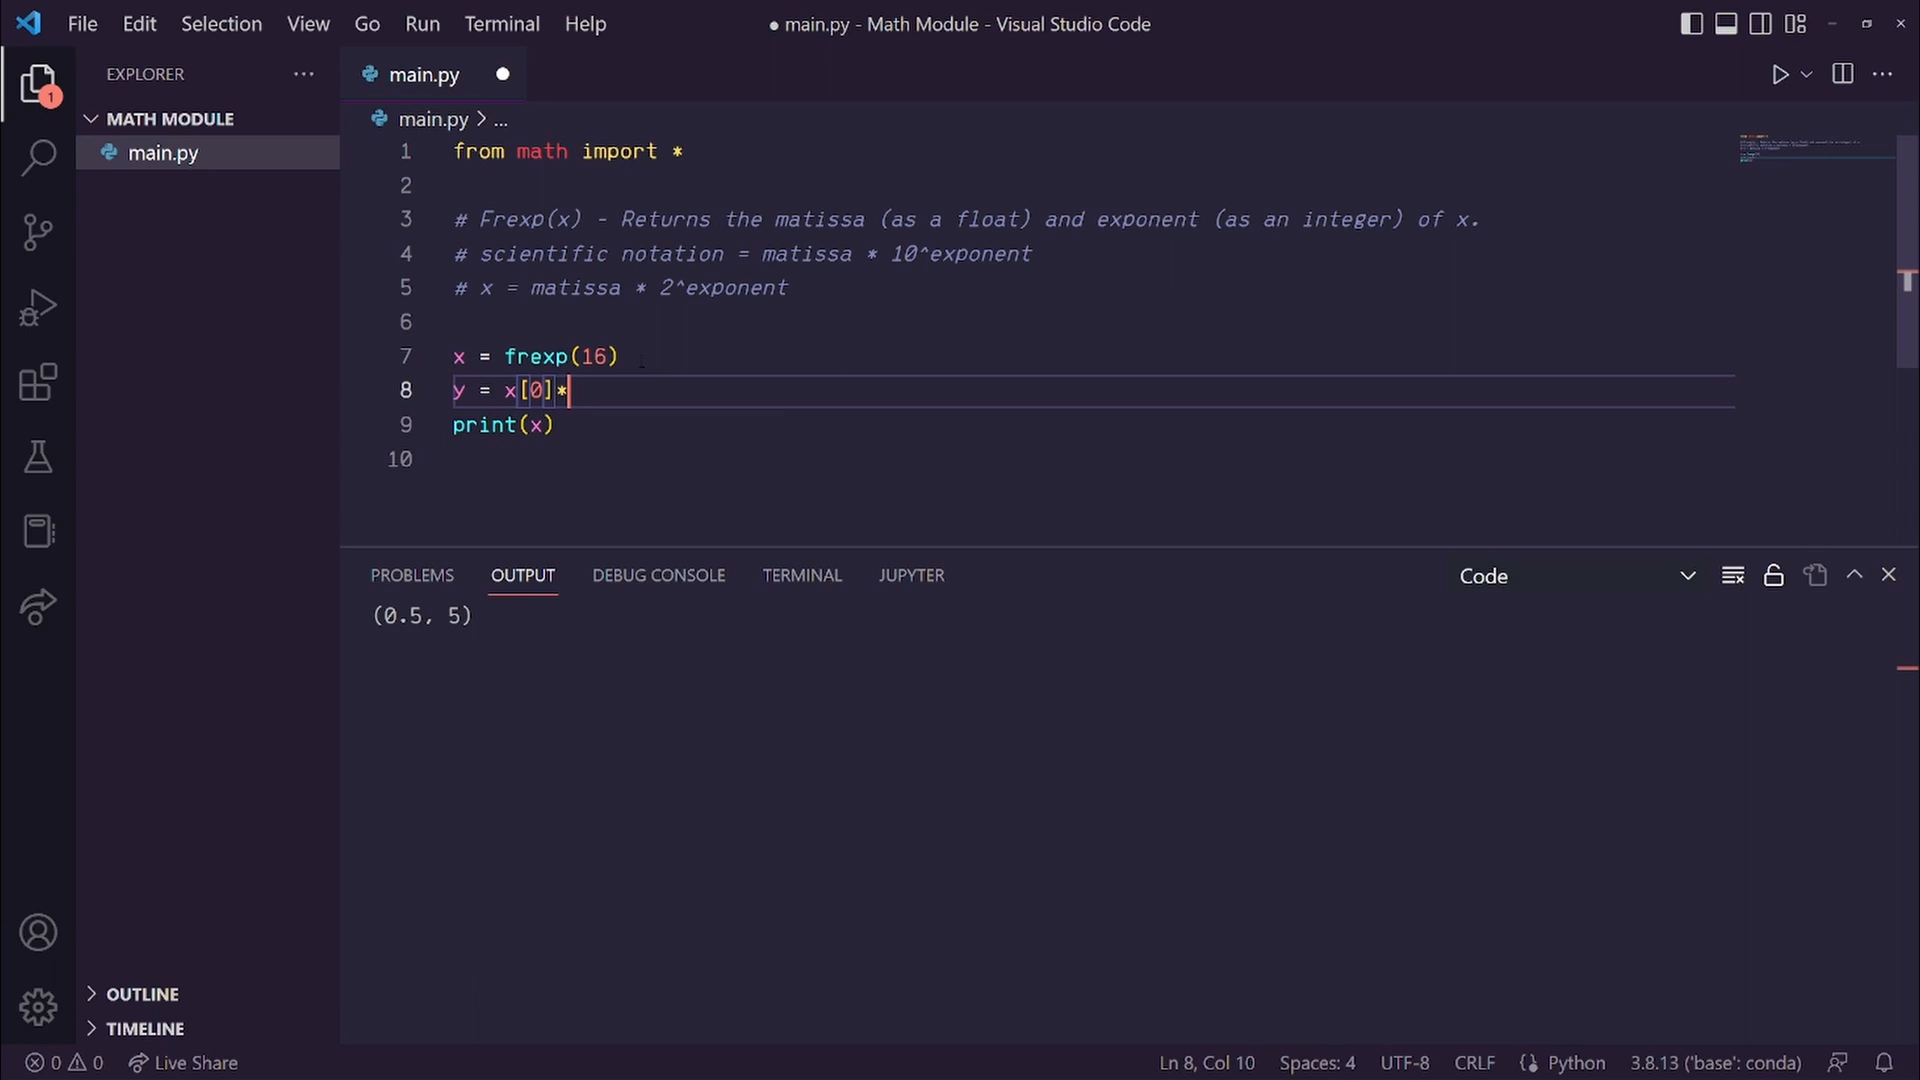 File Edit Selection View Go Run Terminal Help
● main.py - Math Module - Visual Studio Code
EXPLORER
1
MATH MODULE
main.py
main.py
main.py > ...
1 from math import *
2
3 # Frexp(x) - Returns the matissa (as a float) and exponent (as an integer) of x.
4 # scientific notation = matissa * 10^exponent
5 # x = matissa * 2^exponent
6
7 x = frexp(16)
8 y = x[0]*
9 print(x)
10
PROBLEMS OUTPUT DEBUG CONSOLE TERMINAL JUPYTER
Code
(0.5, 5)
OUTLINE
TIMELINE
0 0 Live Share
Ln 8, Col 10 Spaces: 4 UTF-8 CRLF Python 3.8.13 ('base': conda)